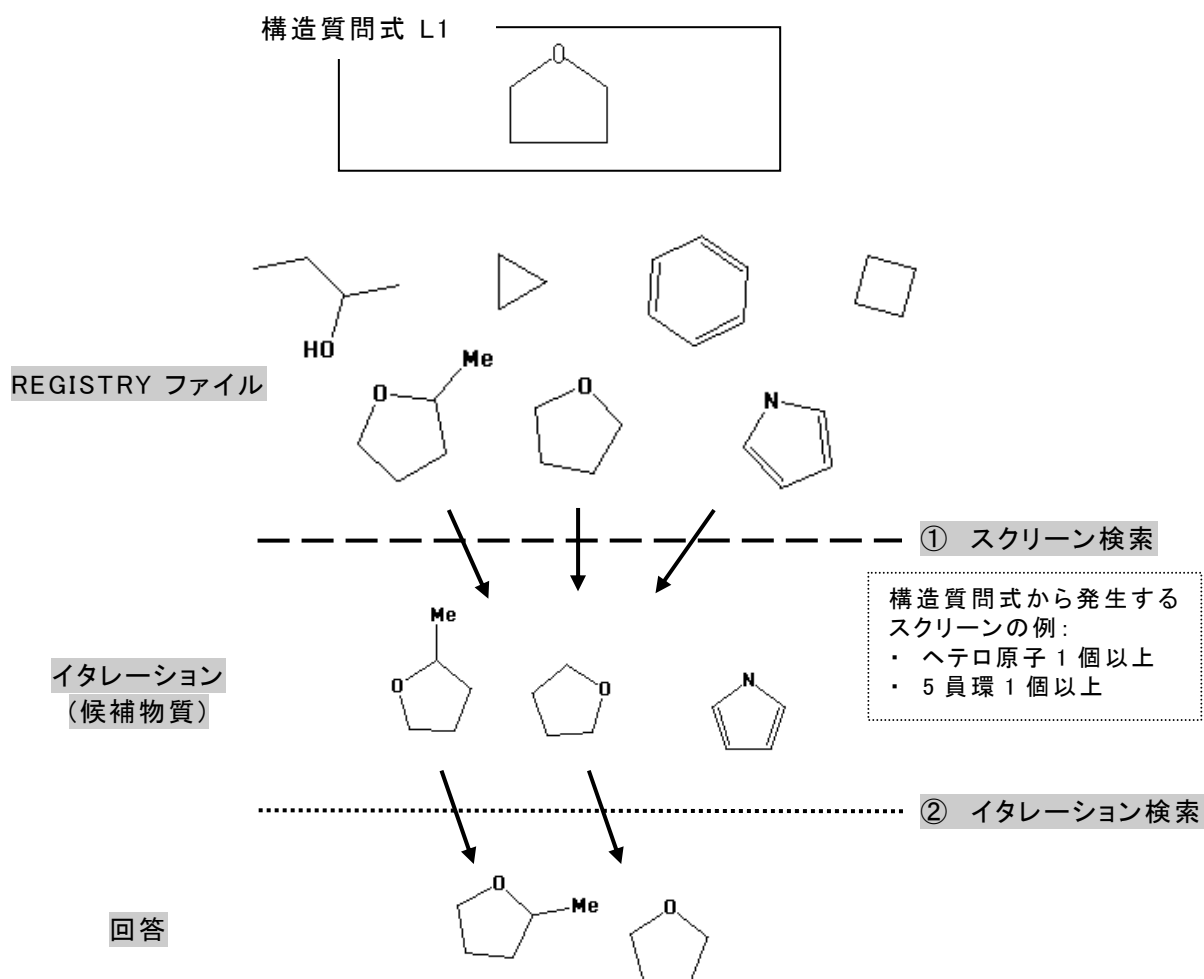 構造質問式 L1
O
HO
Me
REGISTRY ファイル
O
O
N
① スクリーン検索
構造質問式から発生する
スクリーンの例:
・ ヘテロ原子 1 個以上
・ 5 員環 1 個以上
Me
イタレーション
(候補物質)
O
O
N
② イタレーション検索
O
Me
O
回答